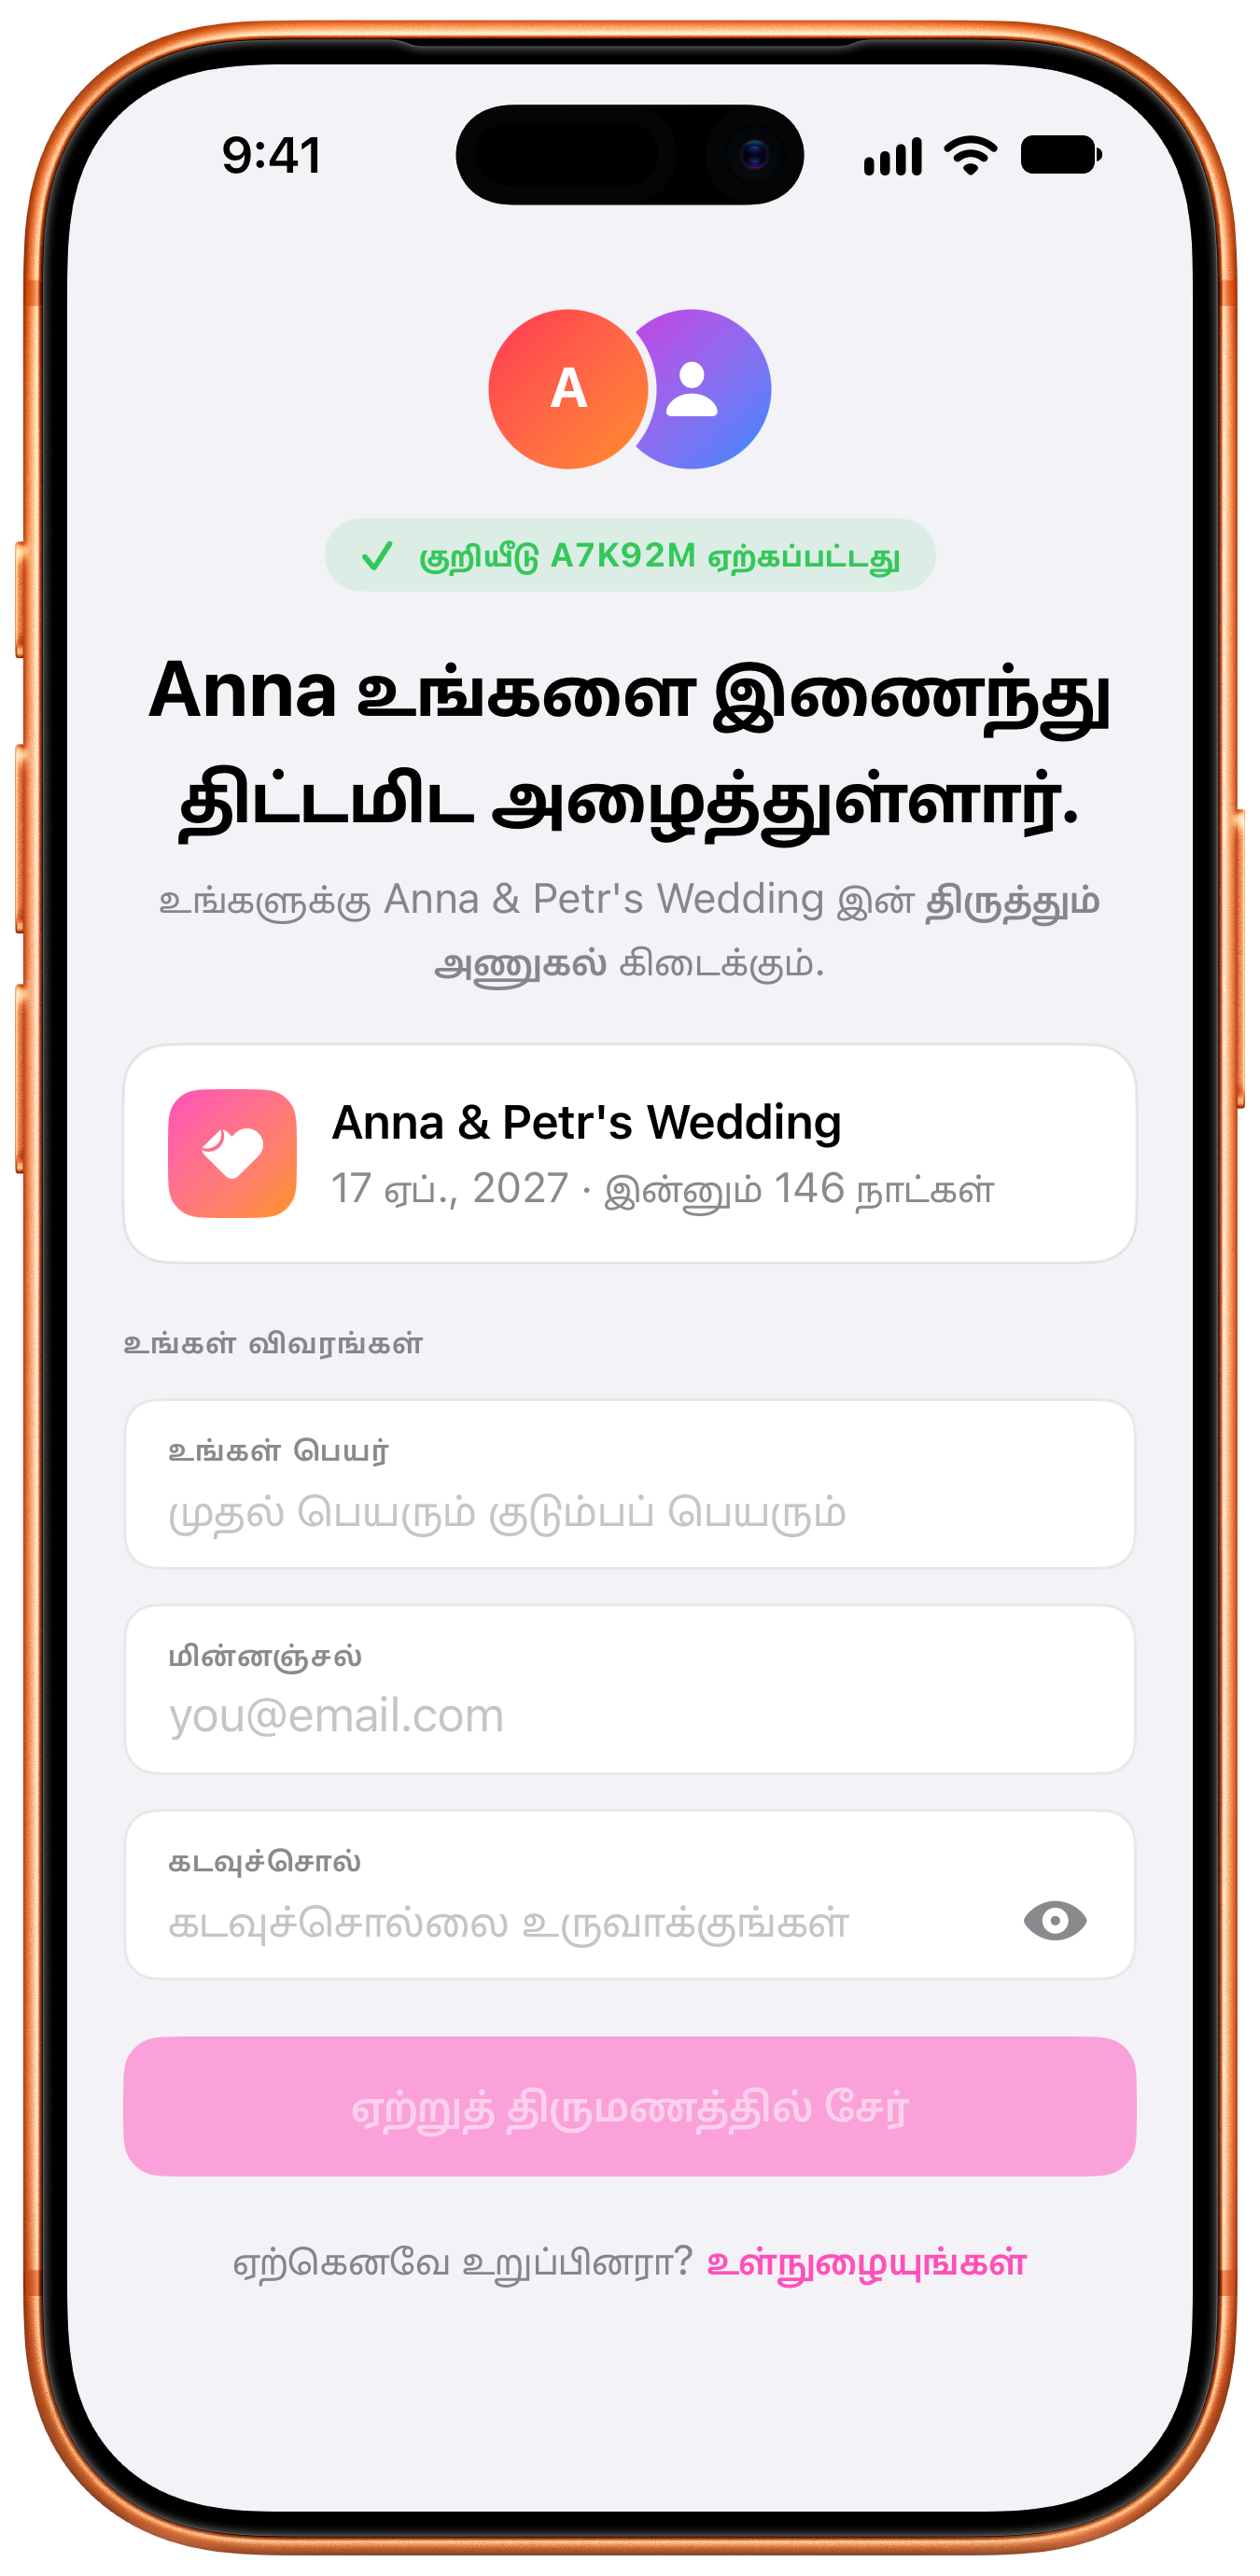 9:41
A
குறியீடு A7K92M ஏற்கப்பட்டது
Anna உங்களை இணைந்து
திட்டமிட அழைத்துள்ளார்.
உங்களுக்கு Anna & Petr's Wedding இன் திருத்தும்
அணுகல் கிடைக்கும்.
Anna & Petr's Wedding
17 ஏப்., 2027 · இன்னும் 146 நாட்கள்
உங்கள் விவரங்கள்
உங்கள் பெயர்
முதல் பெயரும் குடும்பப் பெயரும்
மின்னஞ்சல்
you@email.com
கடவுச்சொல்
கடவுச்சொல்லை உருவாக்குங்கள்
ஏற்றுத் திருமணத்தில் சேர்
ஏற்கெனவே உறுப்பினரா? உள்நுழையுங்கள்